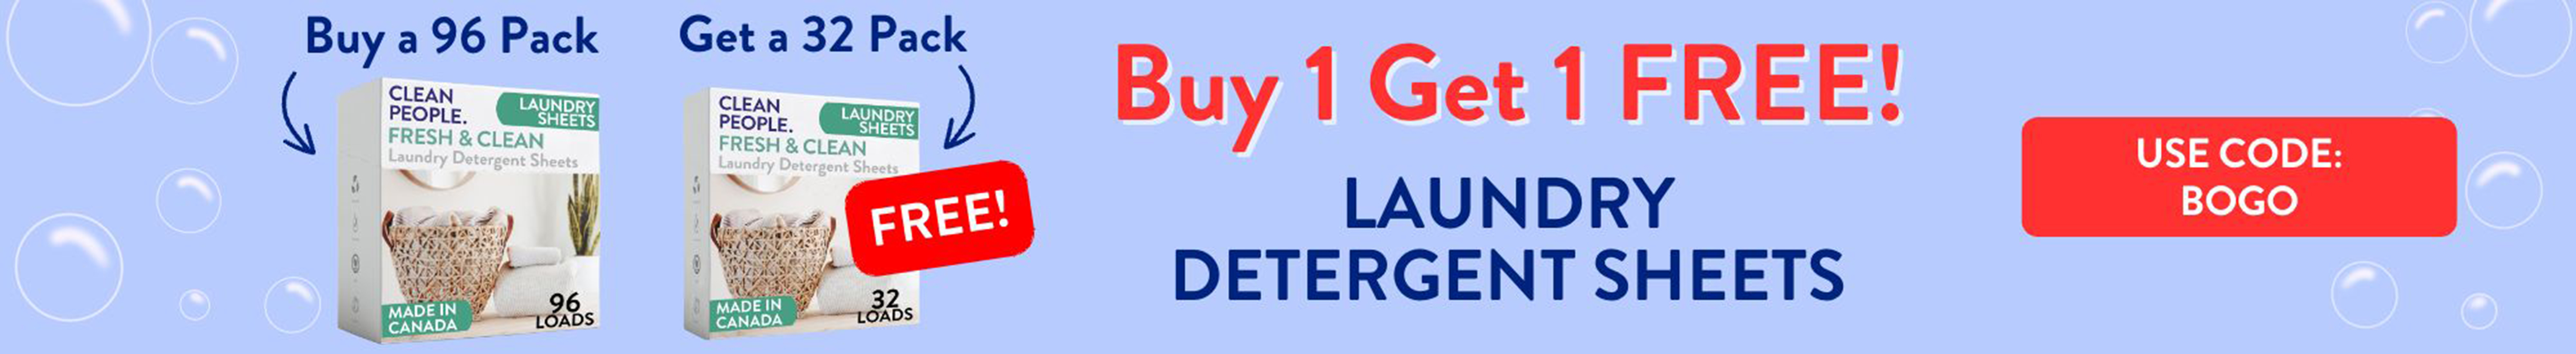 Buy a 96 Pack
CLEAN
PEOPLE.
LAUNDRY
SHEETS
FRESH & CLEAN
Laundry Detergent Sheets
MADE IN
CANADA
96
LOADS
Get a 32 Pack
CLEAN
PEOPLE.
LAUNDRY
SHEETS
FRESH & CLEAN
Laundry Detergent Sheets
FREE!
MADE IN
CANADA
32
LOADS
Buy 1 Get 1 FREE!
LAUNDRY
DETERGENT SHEETS
USE CODE:
BOGO